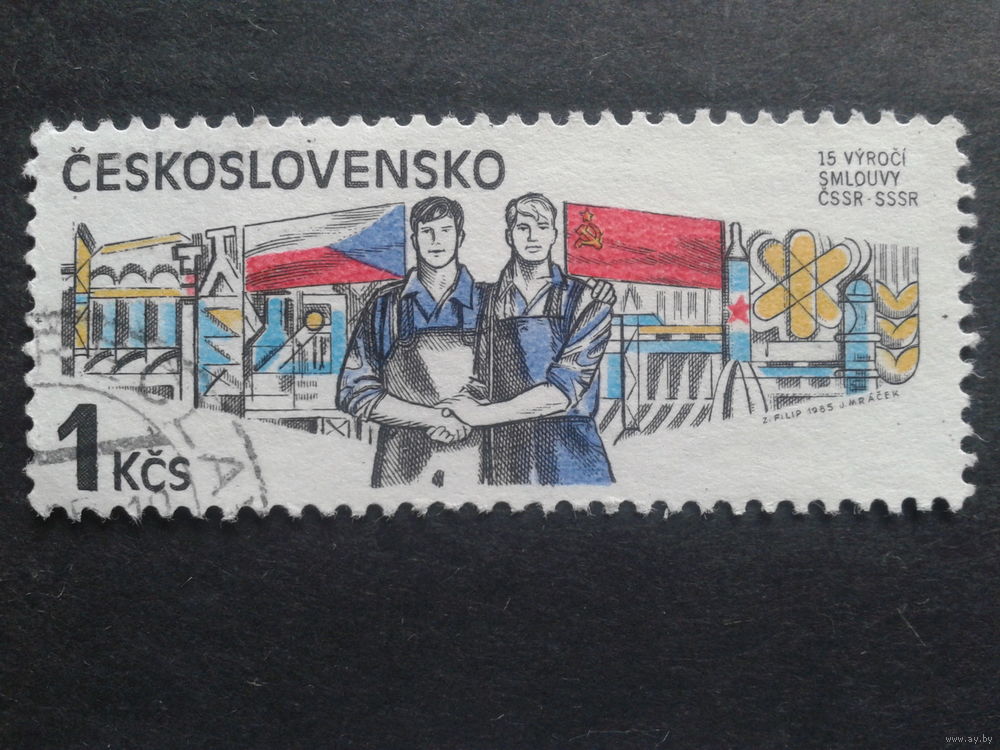 ČESKOSLOVENSKO
15 VÝROČÍ
SMLOUVY
ČSSR - SSSR
Z. FILIP 1985 J. MRÁČEK
1 Kčs
www.ay.by